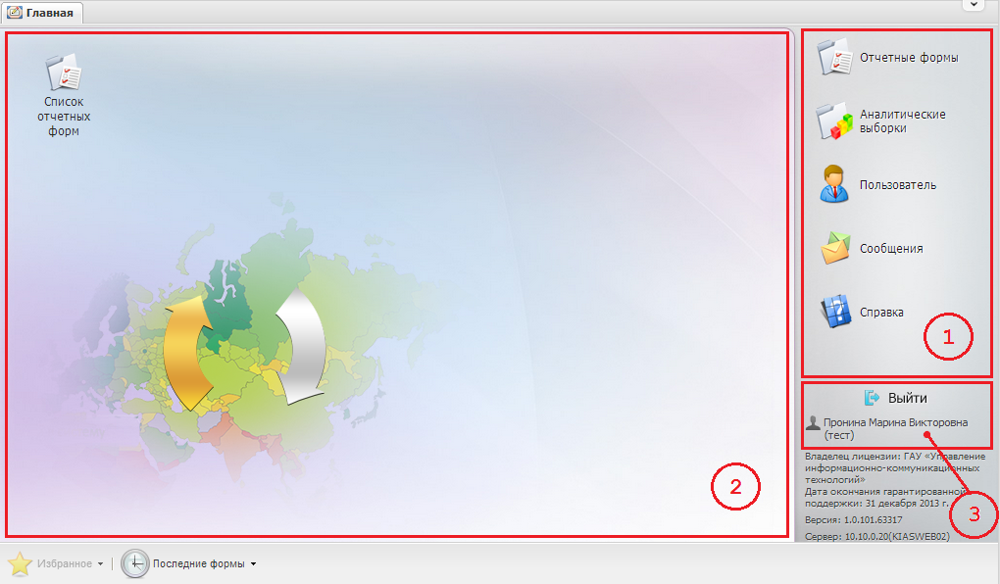 Главная
Список
отчетных
форм
Отчетные формы
Аналитические
выборки
Пользователь
Сообщения
Справка
1
Выйти
Пронина Марина Викторовна
(тест)
2
Владелец лицензии: ГАУ «Управление
информационно-коммуникационных
технологий»
Дата окончания гарантированной
поддержки: 31 декабря 2013 г.
3
Версия: 1.0.101.63317
Сервер: 10.10.0.20(KIASWEB02)
Избранное
Последние формы